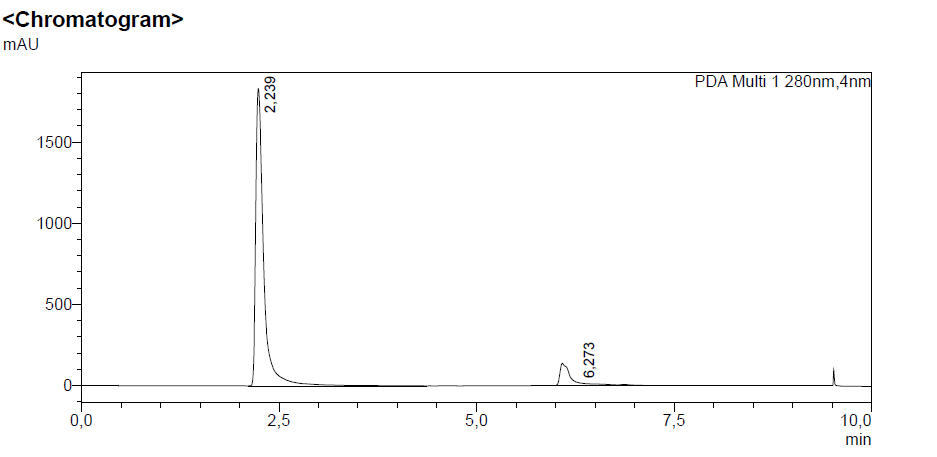 <Chromatogram>
mAU
PDA Multi 1 280nm,4nm
2,239
1500
1000
500
6,273
0
0,0 2,5 5,0 7,5 10,0
min